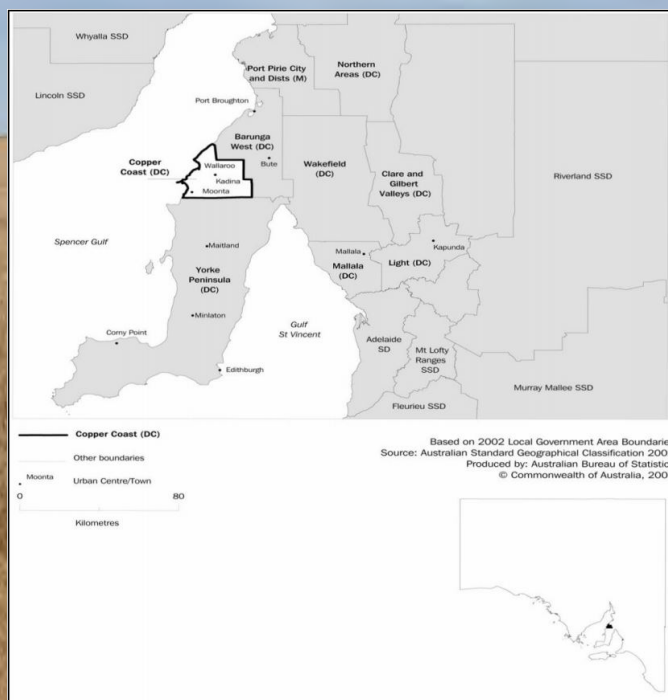 Whyalla SSD
Lincoln SSD
Port Pirie City
and Dists (M)
Northern
Areas (DC)
Port Broughton
Barunga
West (DC)
Bute
Copper
Coast (DC)
Wallaroo
Kadina
Moonta
Wakefield
(DC)
Clare and
Gilbert
Valleys (DC)
Riverland SSD
Spencer Gulf
Maitland
Yorke
Peninsula
(DC)
Minlaton
Mallala
Mallala
(DC)
Light (DC)
Kapunda
Corny Point
Edithburgh
Gulf
St Vincent
Adelaide
SD
Mt Lofty
Ranges
SSD
Murray Mallee SSD
Fleurieu SSD
Copper Coast (DC)
Other boundaries
Moonta
Urban Centre/Town
0 80
Kilometres
Based on 2002 Local Government Area Boundarie
Source: Australian Standard Geographical Classification 200
Produced by: Australian Bureau of Statistic
© Commonwealth of Australia, 200